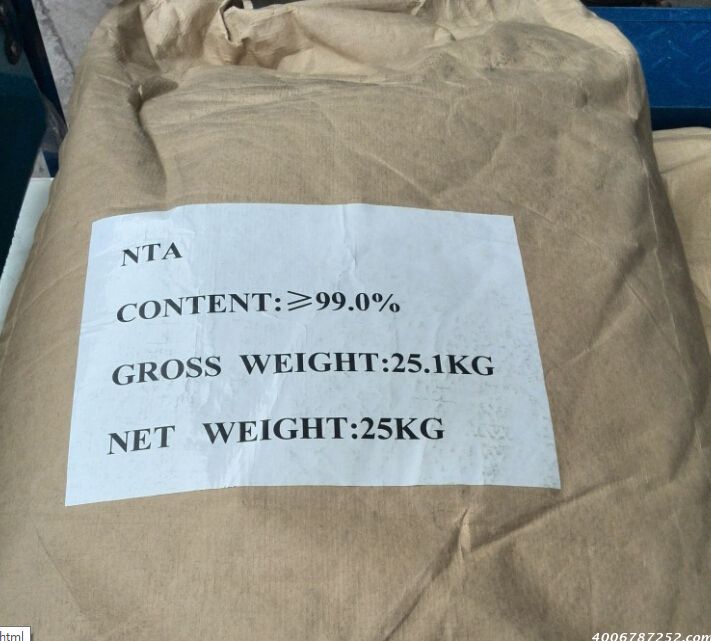 NTA
CONTENT:≥99.0%
GROSS WEIGHT:25.1KG
NET WEIGHT:25KG
html
4006787252.com